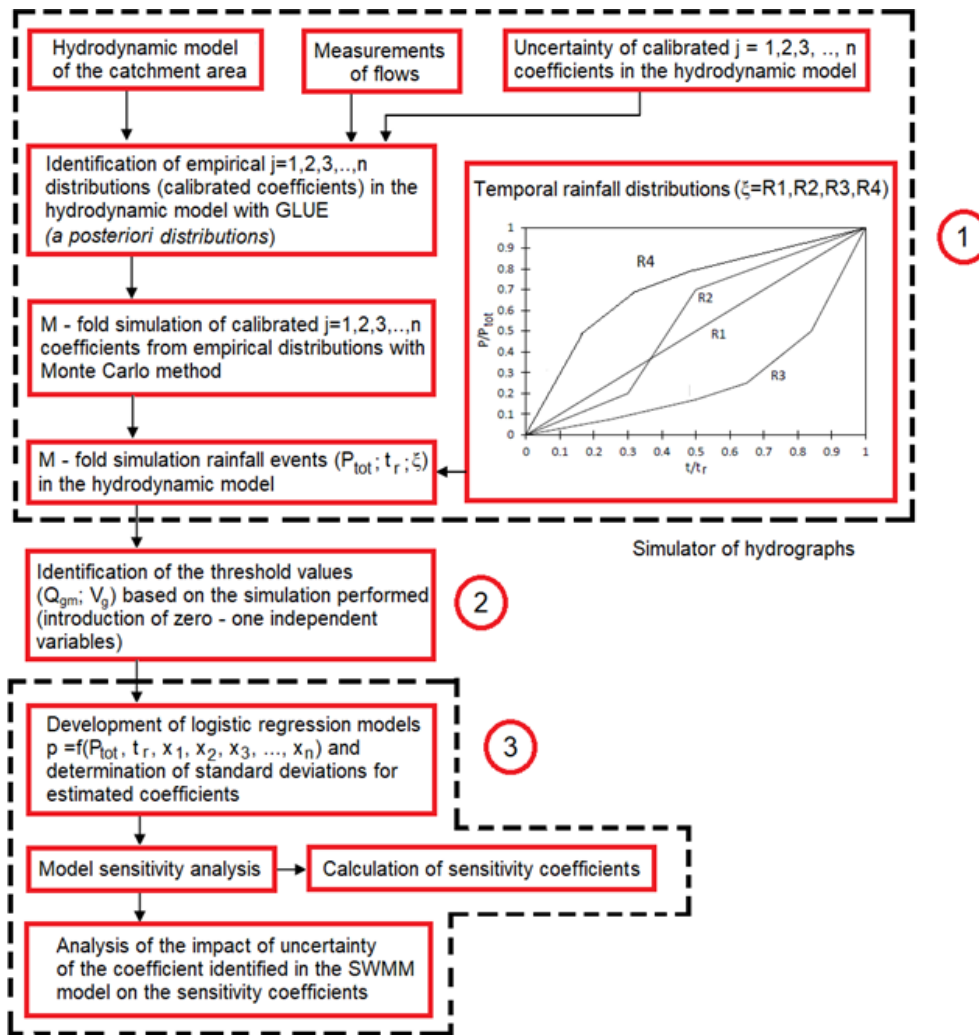 Hydrodynamic model
of the catchment area
Measurements
of flows
Uncertainty of calibrated j = 1,2,3, .., n
coefficients in the hydrodynamic model
Identification of empirical j=1,2,3,..,n
distributions (calibrated coefficients) in the
hydrodynamic model with GLUE
(a posteriori distributions)
Temporal rainfall distributions (ξ=R1,R2,R3,R4)
1
0.9
0.8
0.7
0.6
0.5
0.4
0.3
0.2
0.1
0
P/Ptot
R4
R2
R1
R3
0
0.1
0.2
0.3
0.4
0.5
0.6
0.7
0.8
0.9
1
t/tr
1
M - fold simulation of calibrated j=1,2,3,..,n
coefficients from empirical distributions with
Monte Carlo method
M - fold simulation rainfall events (Ptot; tr; ξ)
in the hydrodynamic model
Simulator of hydrographs
Identification of the threshold values
(Qgm; Vg) based on the simulation performed
(introduction of zero - one independent
variables)
2
Development of logistic regression models
p =f(Ptot, tr, x1, x2, x3, ..., xn) and
determination of standard deviations for
estimated coefficients
3
Model sensitivity analysis
Calculation of sensitivity coefficients
Analysis of the impact of uncertainty
of the coefficient identified in the SWMM
model on the sensitivity coefficients